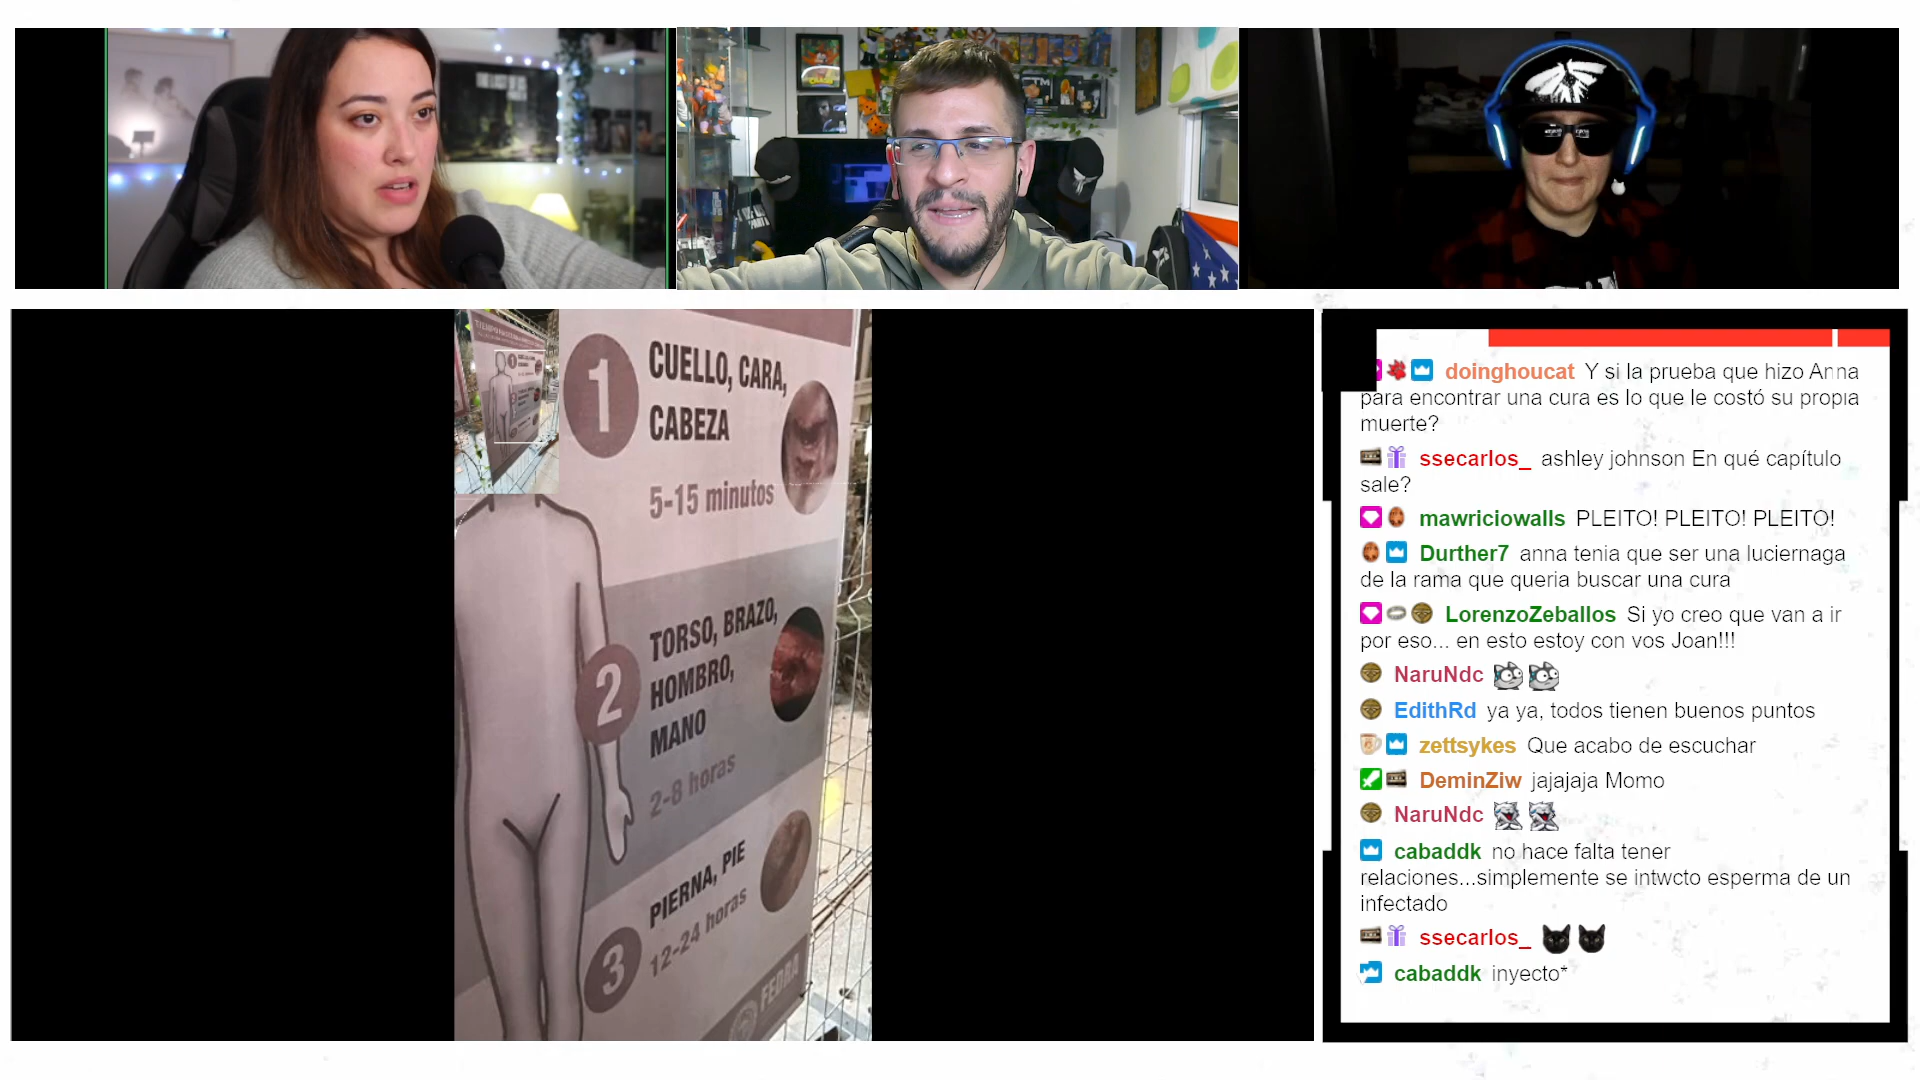 1
CUELLO, CARA,
CABEZA
5-15 minutos
2
TORSO, BRAZO,
HOMBRO,
MANO
2-8 horas
3
PIERNA, PIE
12-24 horas
FEDRA
doinghoucat Y si la prueba que hizo Anna
para encontrar una cura es lo que le costó su propia
muerte?
ssecarlos_ ashley johnson En qué capítulo
sale?
mawriciowalls PLEITO! PLEITO! PLEITO!
Durther7 anna tenia que ser una luciernaga
de la rama que queria buscar una cura
LorenzoZeballos Si yo creo que van a ir
por eso... en esto estoy con vos Joan!!!
NaruNdc
EdithRd ya ya, todos tienen buenos puntos
zettsykes Que acabo de escuchar
DeminZiw jajajaja Momo
NaruNdc
cabaddk no hace falta tener
relaciones...simplemente se intwcto esperma de un
infectado
ssecarlos_
cabaddk inyecto*